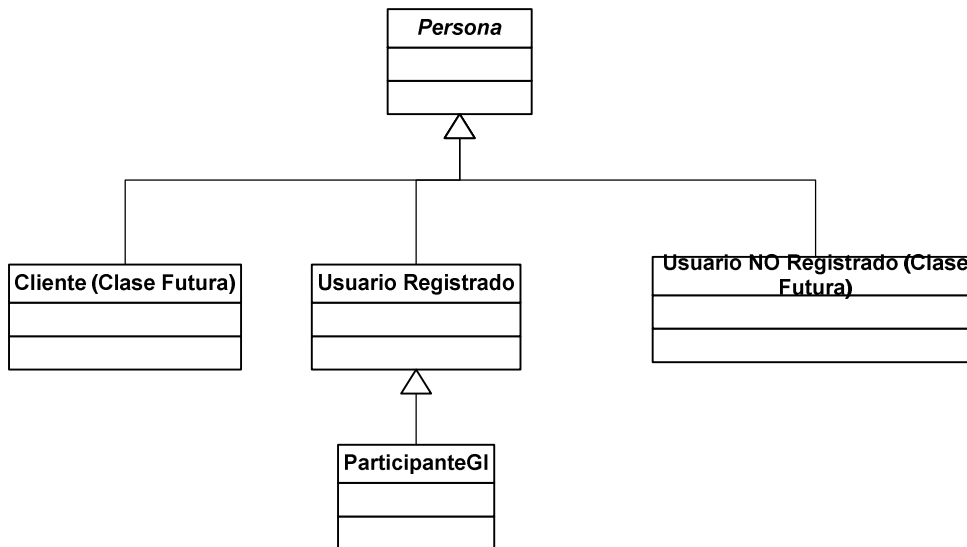 Persona
Cliente (Clase Futura)
Usuario Registrado
Usuario NO Registrado (Clase
Futura)
ParticipanteGI